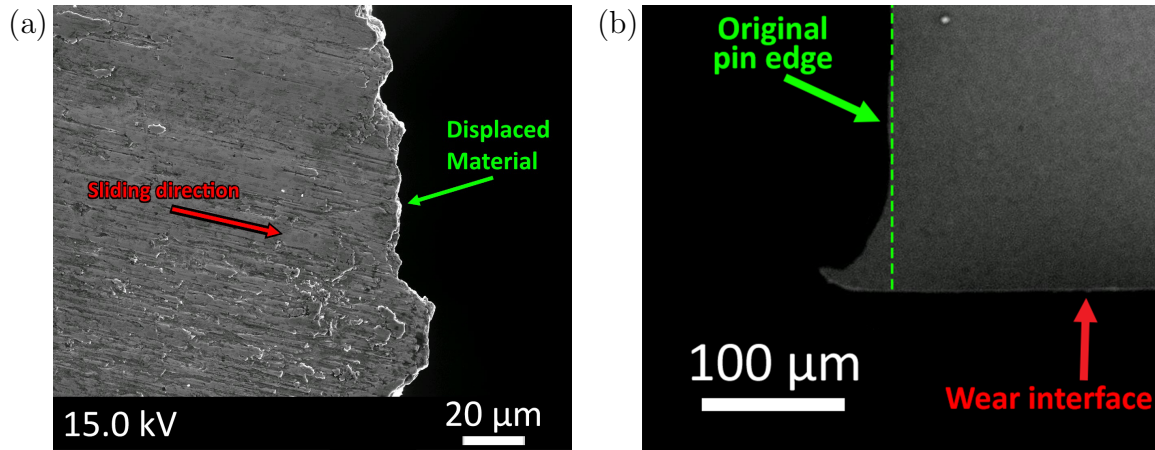 (a)
Displaced
Material
Sliding direction
15.0 kV
20 μm
(b)
Original
pin edge
100 μm
Wear interface